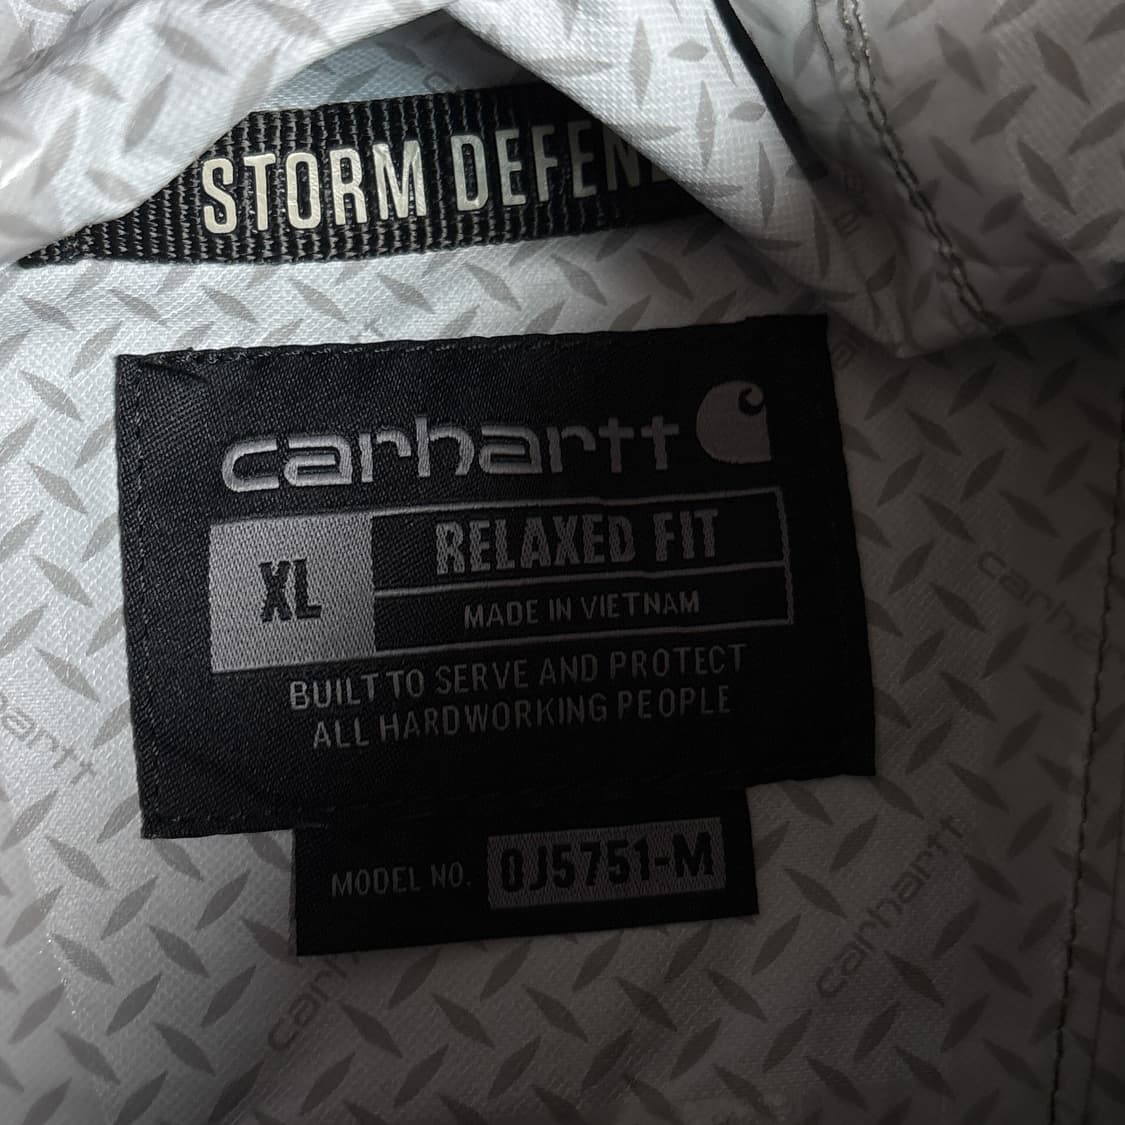 STORM DEFEN
carhartt
XL
RELAXED FIT
MADE IN VIETNAM
BUILT TO SERVE AND PROTECT
ALL HARDWORKING PEOPLE
MODEL NO. OJ5751-M
carhartt